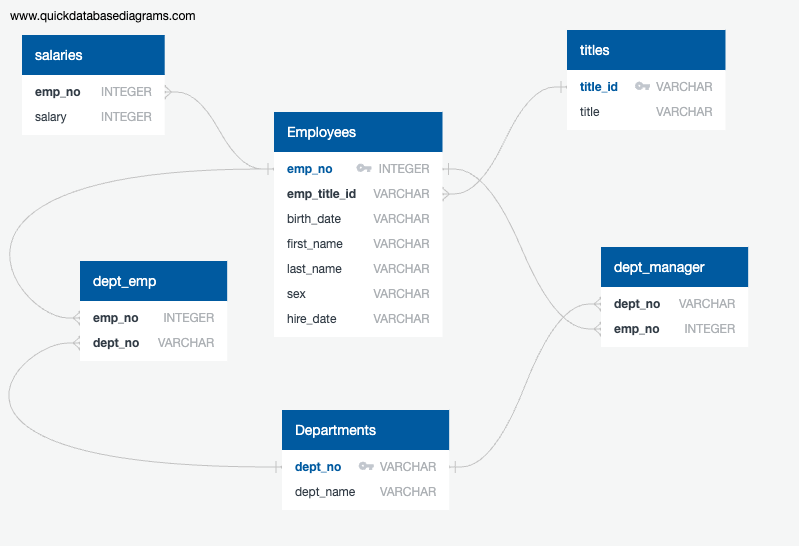 www.quickdatabasediagrams.com
salaries
emp_no INTEGER
salary INTEGER
titles
title_id VARCHAR
title VARCHAR
Employees
emp_no INTEGER
emp_title_id VARCHAR
birth_date VARCHAR
first_name VARCHAR
last_name VARCHAR
sex VARCHAR
hire_date VARCHAR
dept_emp
emp_no INTEGER
dept_no VARCHAR
dept_manager
dept_no VARCHAR
emp_no INTEGER
Departments
dept_no VARCHAR
dept_name VARCHAR